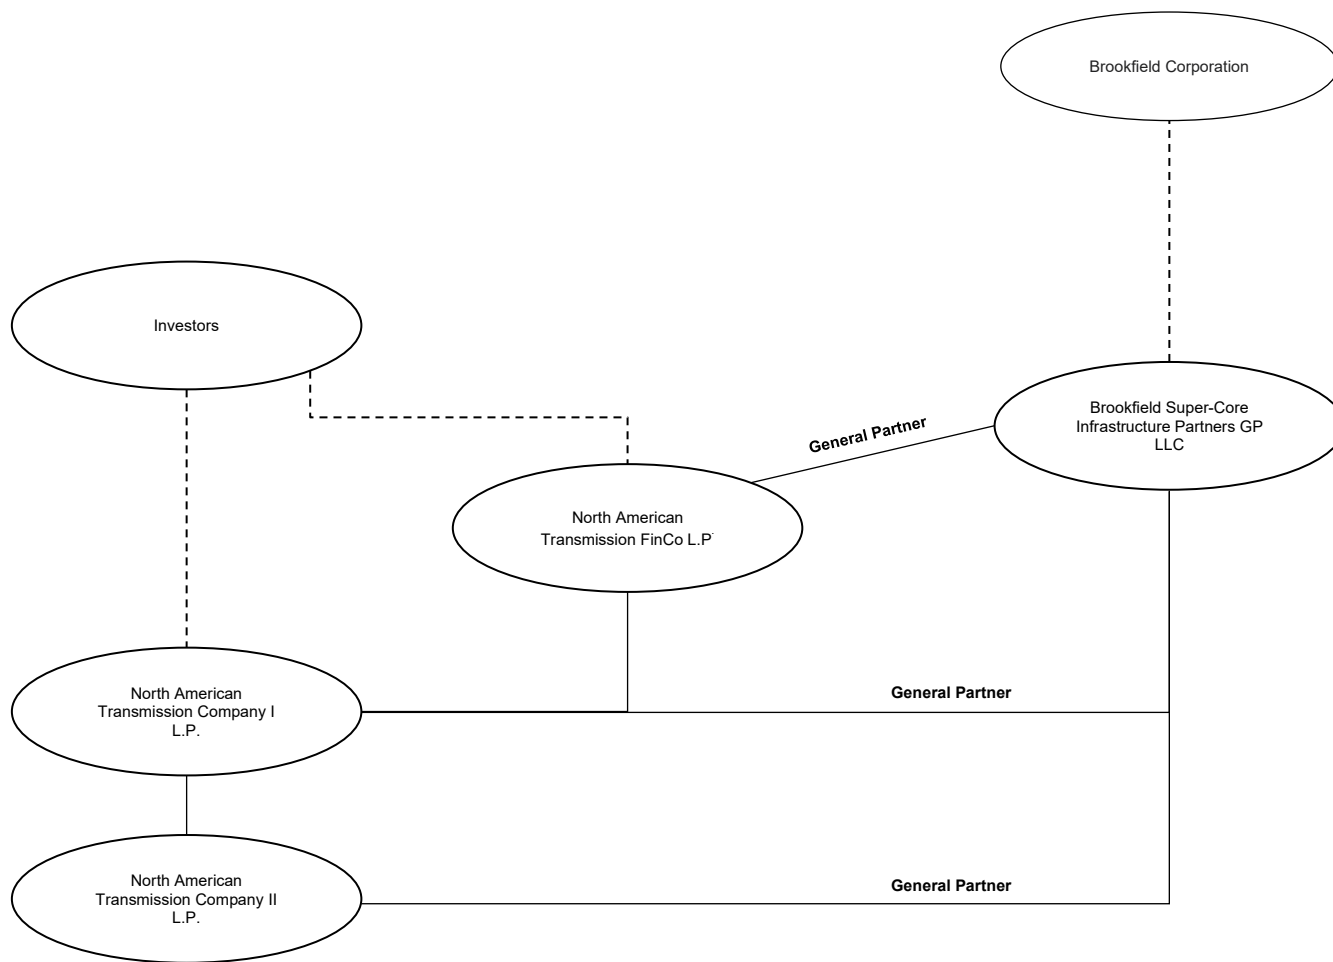 Brookfield Corporation
Investors
Brookfield Super-Core
Infrastructure Partners GP
LLC
General Partner
North American
Transmission FinCo L.P
North American
Transmission Company I
L.P.
General Partner
North American
Transmission Company II
L.P.
General Partner